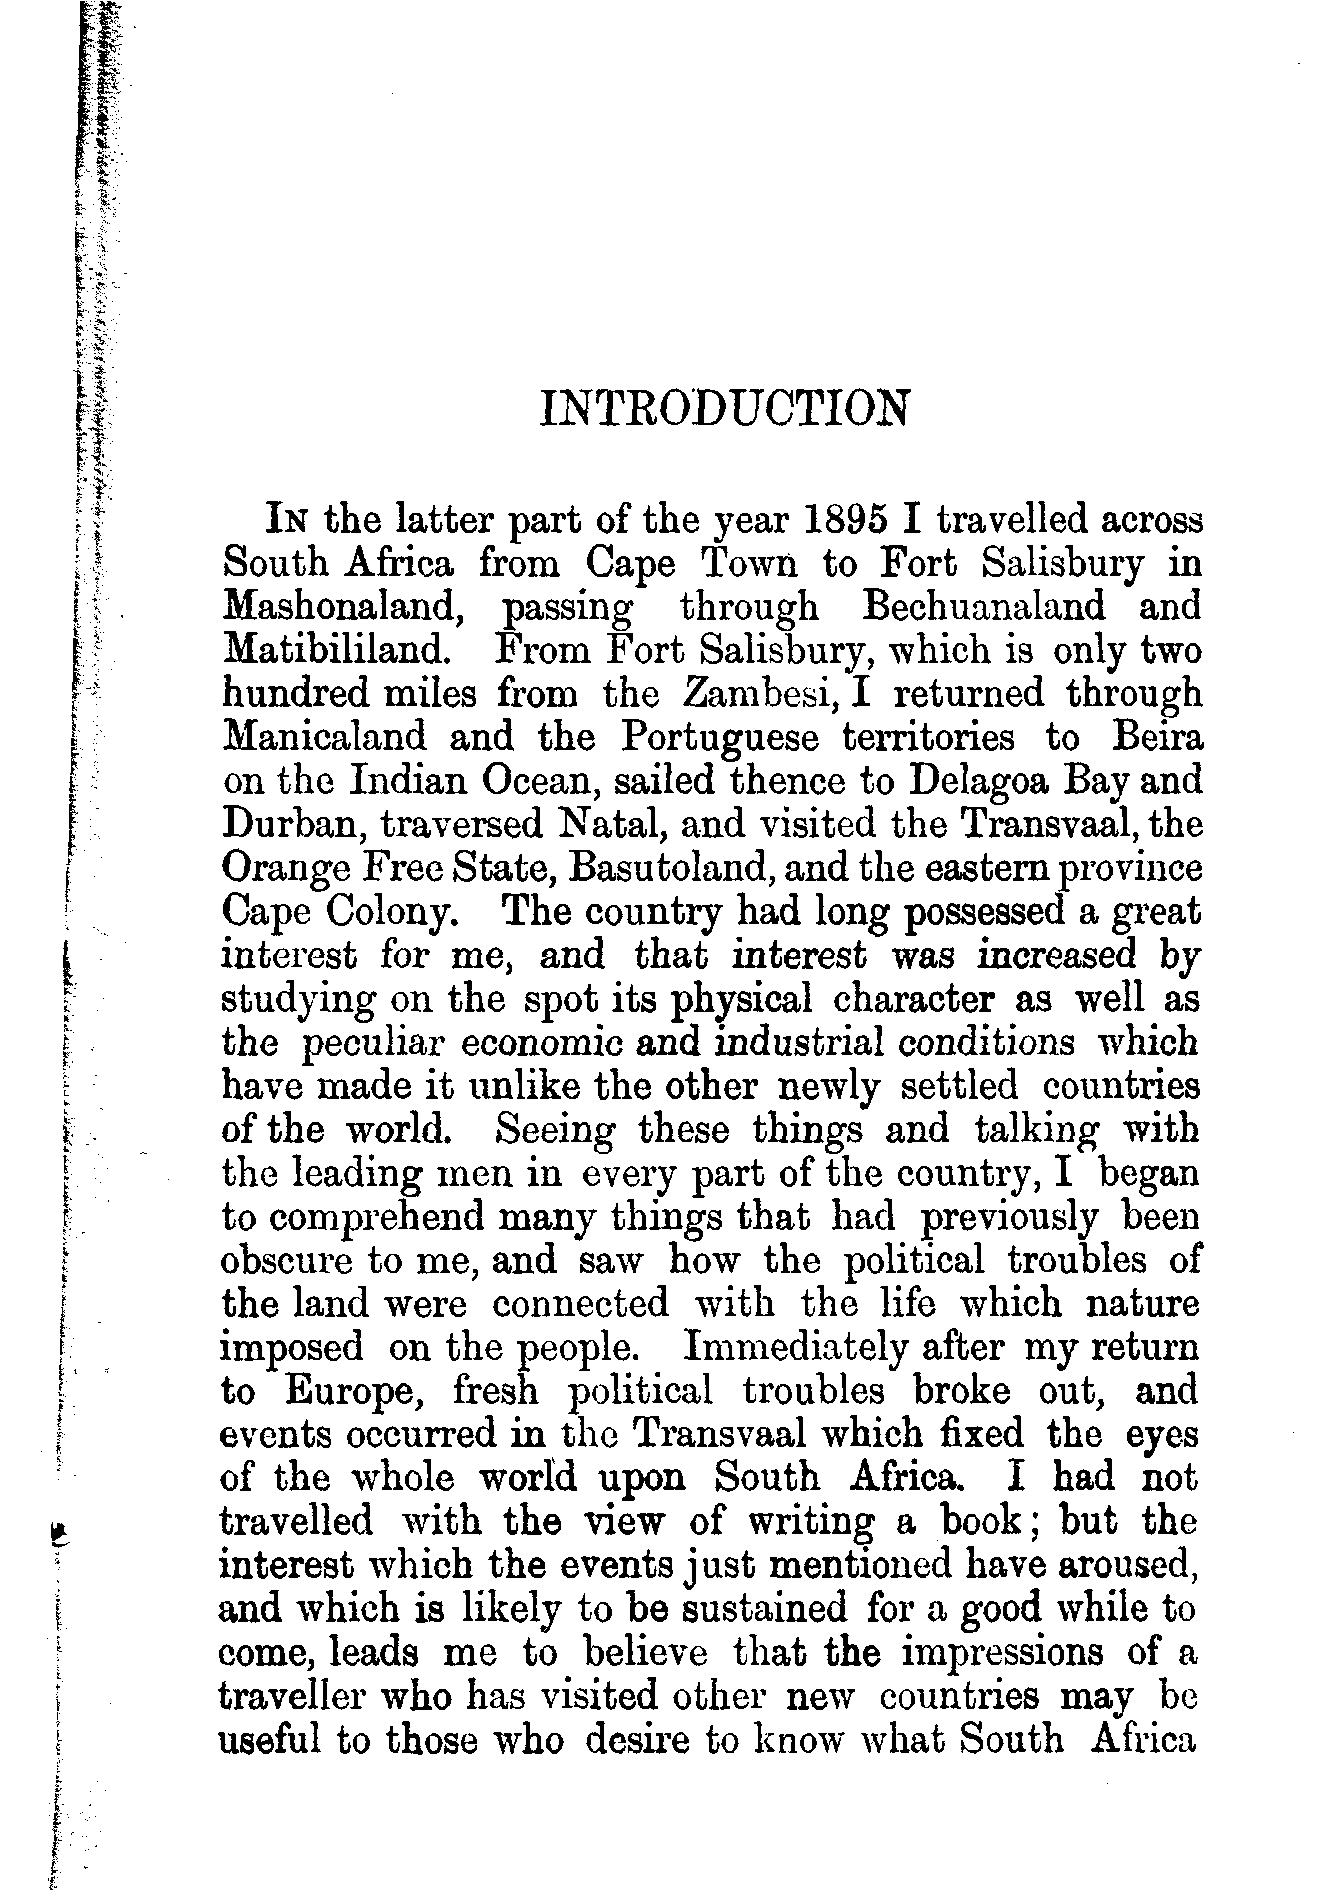 INTRODUCTION
IN the latter part of the year 1895 I travelled across
South Africa from Cape Town to Fort Salisbury in
Mashonaland, passing through Bechuanaland and
Matibililand. From Fort Salisbury, which is only two
hundred miles from the Zambesi, I returned through
Manicaland and the Portuguese territories to Beira
on the Indian Ocean, sailed thence to Delagoa Bay and
Durban, traversed Natal, and visited the Transvaal, the
Orange Free State, Basutoland, and the eastern province
Cape Colony. The country had long possessed a great
interest for me, and that interest was increased by
studying on the spot its physical character as well as
the peculiar economic and industrial conditions which
have made it unlike the other newly settled countries
of the world. Seeing these things and talking with
the leading men in every part of the country, I began
to comprehend many things that had previously been
obscure to me, and saw how the political troubles of
the land were connected with the life which nature
imposed on the people. Immediately after my return
to Europe, fresh political troubles broke out, and
events occurred in the Transvaal which fixed the eyes
of the whole world upon South Africa. I had not
travelled with the view of writing a book; but the
interest which the events just mentioned have aroused,
and which is likely to be sustained for a good while to
come, leads me to believe that the impressions of a
traveller who has visited other new countries may be
useful to those who desire to know what South Africa